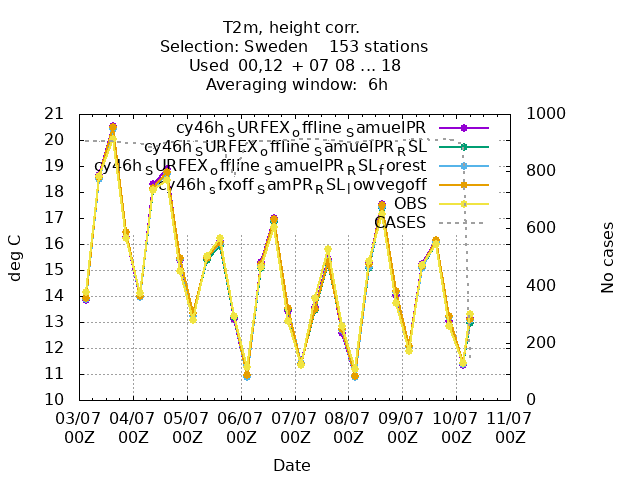 T2m, height corr.
Selection: Sweden 153 stations
Used 00,12 + 07 08 ... 18
Averaging window: 6h
cy46h_SURFEX_offline_SamuelPR
cy46h_SURFEX_offline_SamuelPR_RSL
cy46h_SURFEX_offline_SamuelPR_RSL_forest
cy46h_sfxoff_SamPR_RSL_lowvegoff
OBS
CASES
21
20
19
18
17
16
15
14
13
12
11
10
deg C
1000
800
600
400
200
0
No cases
03/07 04/07 05/07 06/07 07/07 08/07 09/07 10/07 11/07
00Z 00Z 00Z 00Z 00Z 00Z 00Z 00Z 00Z
Date